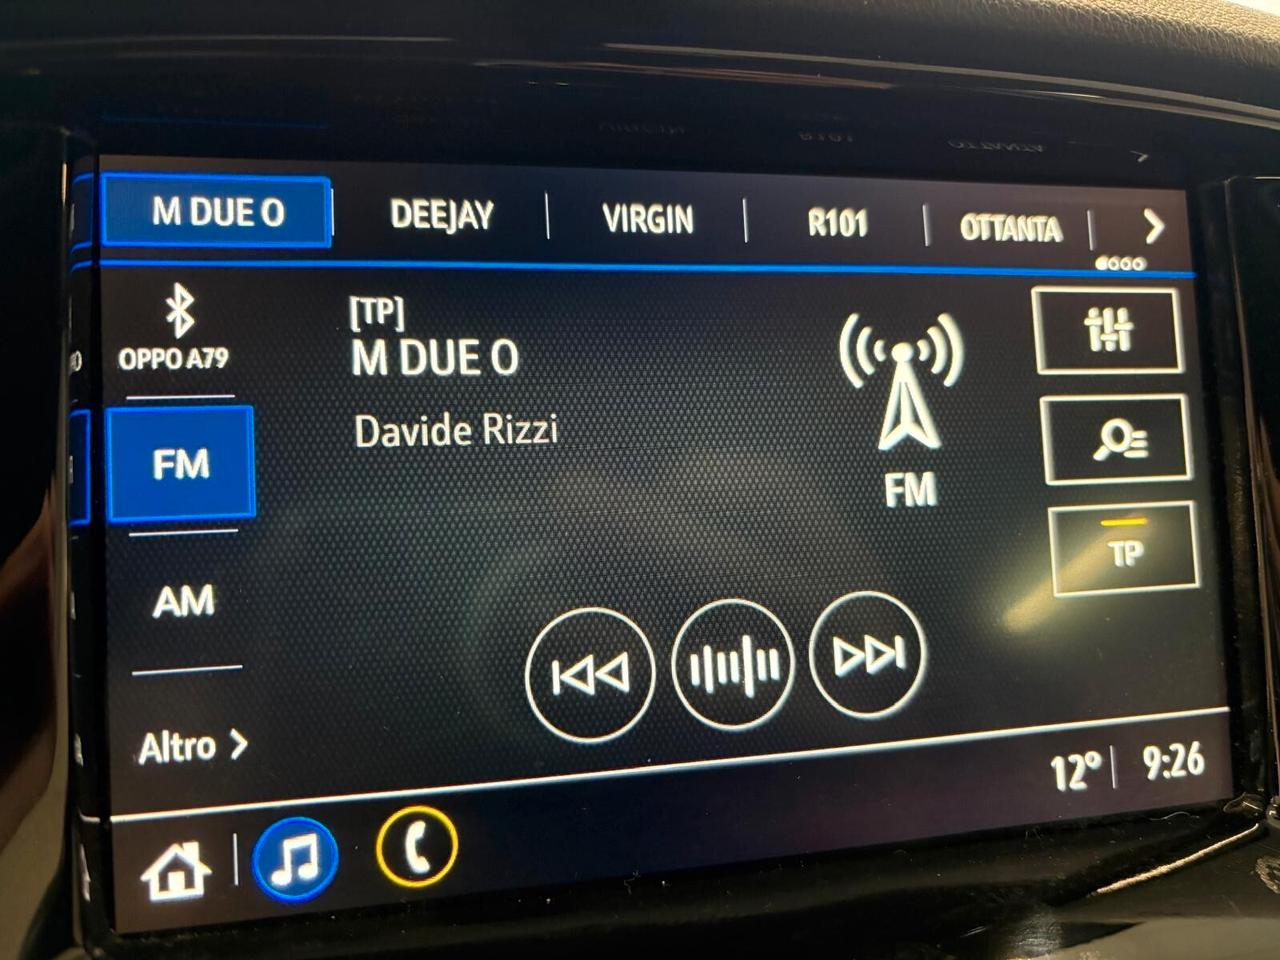 M DUE O
DEEJAY
VIRGIN
R101
OTTANTA
OPPO A79
[TP]
M DUE O
Davide Rizzi
FM
FM
TP
AM
Altro
12°
9:26